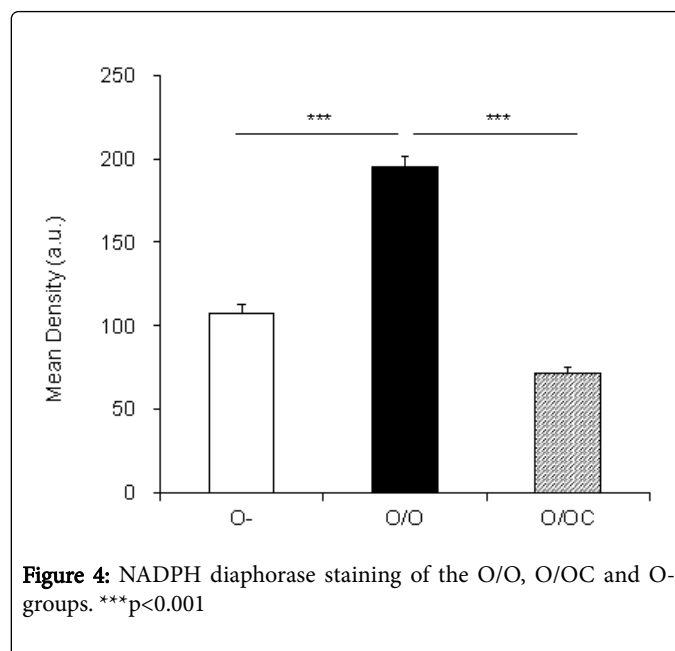 250
200
150
100
50
0
Mean Density (a.u.)
*** ***
O- O/O O/OC
Figure 4: NADPH diaphorase staining of the O/O, O/OC and O-
groups. ***p<0.001